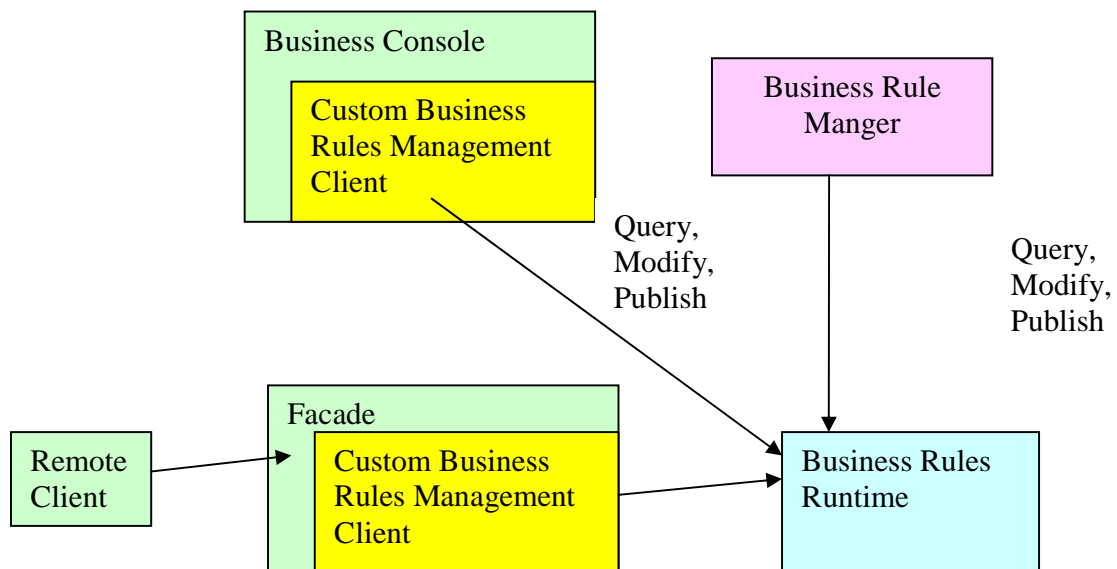 Business Console
Custom Business
Rules Management
Client
Business Rule
Manger
Query,
Modify,
Publish
Query,
Modify,
Publish
Facade
Remote
Client
Custom Business
Rules Management
Client
Business Rules
Runtime